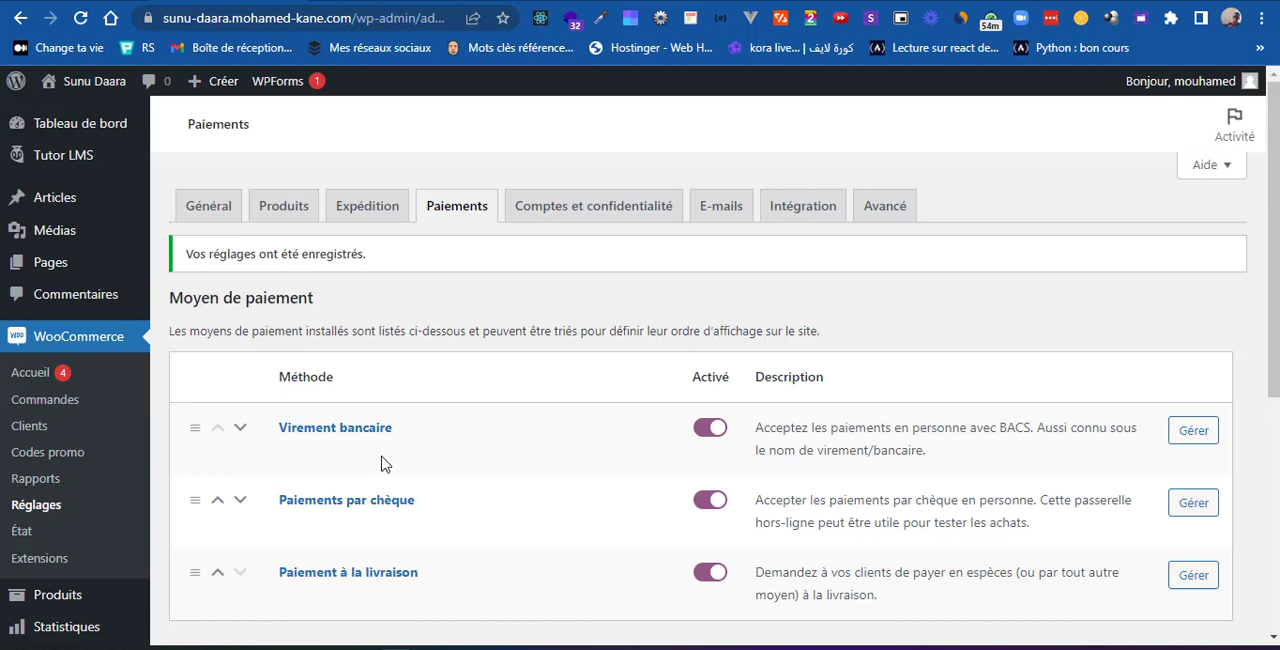 sunu-daara.mohamed-kane.com/wp-admin/ad...
32
2
S
54m
Change ta vie
RS
Boîte de réception...
Mes réseaux sociaux
Mots clés référence...
Hostinger - Web H...
kora live... | كورة لايف
Lecture sur react de...
Python : bon cours
»
Sunu Daara
0
Créer
WPForms 1
Bonjour, mouhamed
Tableau de bord
Tutor LMS
Articles
Médias
Pages
Commentaires
WooCommerce
Accueil 4
Commandes
Clients
Codes promo
Rapports
Réglages
État
Extensions
Produits
Statistiques
Paiements
Activité
Aide
Général
Produits
Expédition
Paiements
Comptes et confidentialité
E-mails
Intégration
Avancé
Vos réglages ont été enregistrés.
Moyen de paiement
Les moyens de paiement installés sont listés ci-dessous et peuvent être triés pour définir leur ordre d'affichage sur le site.
Méthode
Activé
Description
Virement bancaire
Acceptez les paiements en personne avec BACS. Aussi connu sous
le nom de virement/bancaire.
Gérer
Paiements par chèque
Accepter les paiements par chèque en personne. Cette passerelle
hors-ligne peut être utile pour tester les achats.
Gérer
Paiement à la livraison
Demandez à vos clients de payer en espèces (ou par tout autre
moyen) à la livraison.
Gérer